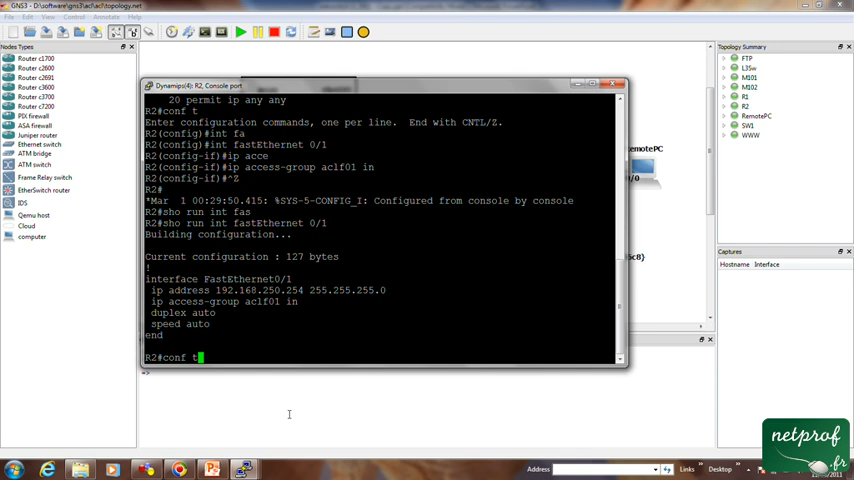 GNS3 - D:\software\gns3\acl\acl\topology.net
File Edit View Control Annotate Help
Nodes Types
Router c1700
Router c2600
Router c2691
Router c3600
Router c3700
Router c7200
PIX firewall
ASA firewall
Juniper router
Ethernet switch
ATM bridge
ATM switch
Frame Relay switch
EtherSwitch router
IDS
Qemu host
Cloud
computer
Dynamips(4): R2, Console port
20 permit ip any any
R2#conf t
Enter configuration commands, one per line.  End with CNTL/Z.
R2(config)#int fa
R2(config)#int fastEthernet 0/1
R2(config-if)#ip acce
R2(config-if)#ip access-group aclf01 in
R2(config-if)#^Z
R2#
*Mar  1 00:29:50.415: %SYS-5-CONFIG_I: Configured from console by console
R2#sho run int fas
R2#sho run int fastEthernet 0/1
Building configuration...
Current configuration : 127 bytes
!
interface FastEthernet0/1
ip address 192.168.250.254 255.255.255.0
ip access-group aclf01 in
duplex auto
speed auto
end
R2#conf t
=>
RemotePC
Topology Summary
FTP
L3Sw
M101
M102
R1
R2
RemotePC
SW1
WWW
Captures
Hostname Interface
netprof
.fr
Address
Links
Desktop